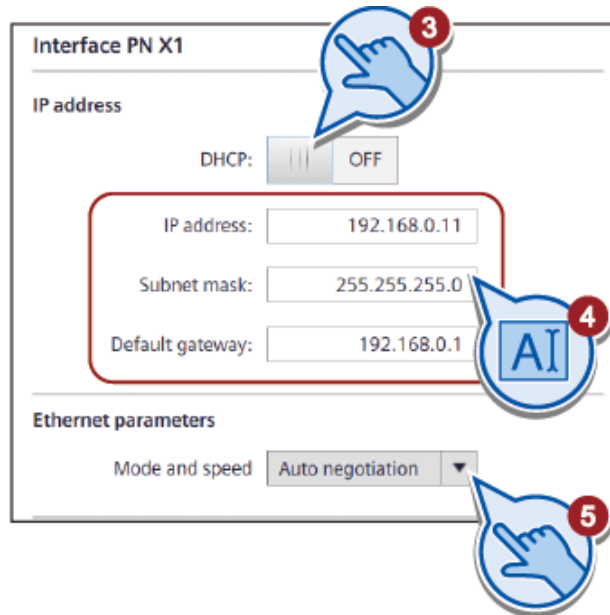 Interface PN X1
3
IP address
DHCP: OFF
IP address: 192.168.0.11
Subnet mask: 255.255.255.0
4
AI
Default gateway: 192.168.0.1
Ethernet parameters
Mode and speed Auto negotiation
5